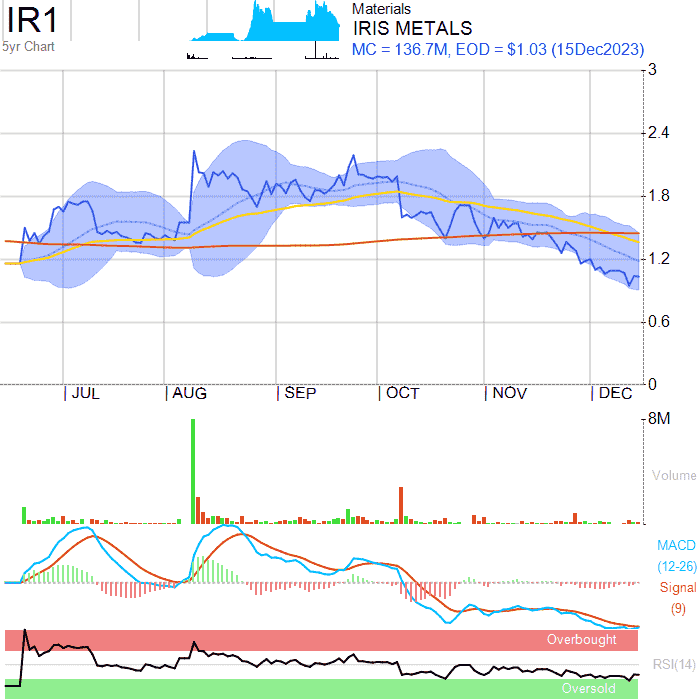 IR1
5yr Chart
Materials
IRIS METALS
MC = 136.7M, EOD = $1.03 (15Dec2023)
3
2.4
1.8
1.2
0.6
0
JUL AUG SEP OCT NOV DEC
8M
Volume
MACD
(12-26)
Signal
(9)
Overbought
RSI(14)
Oversold